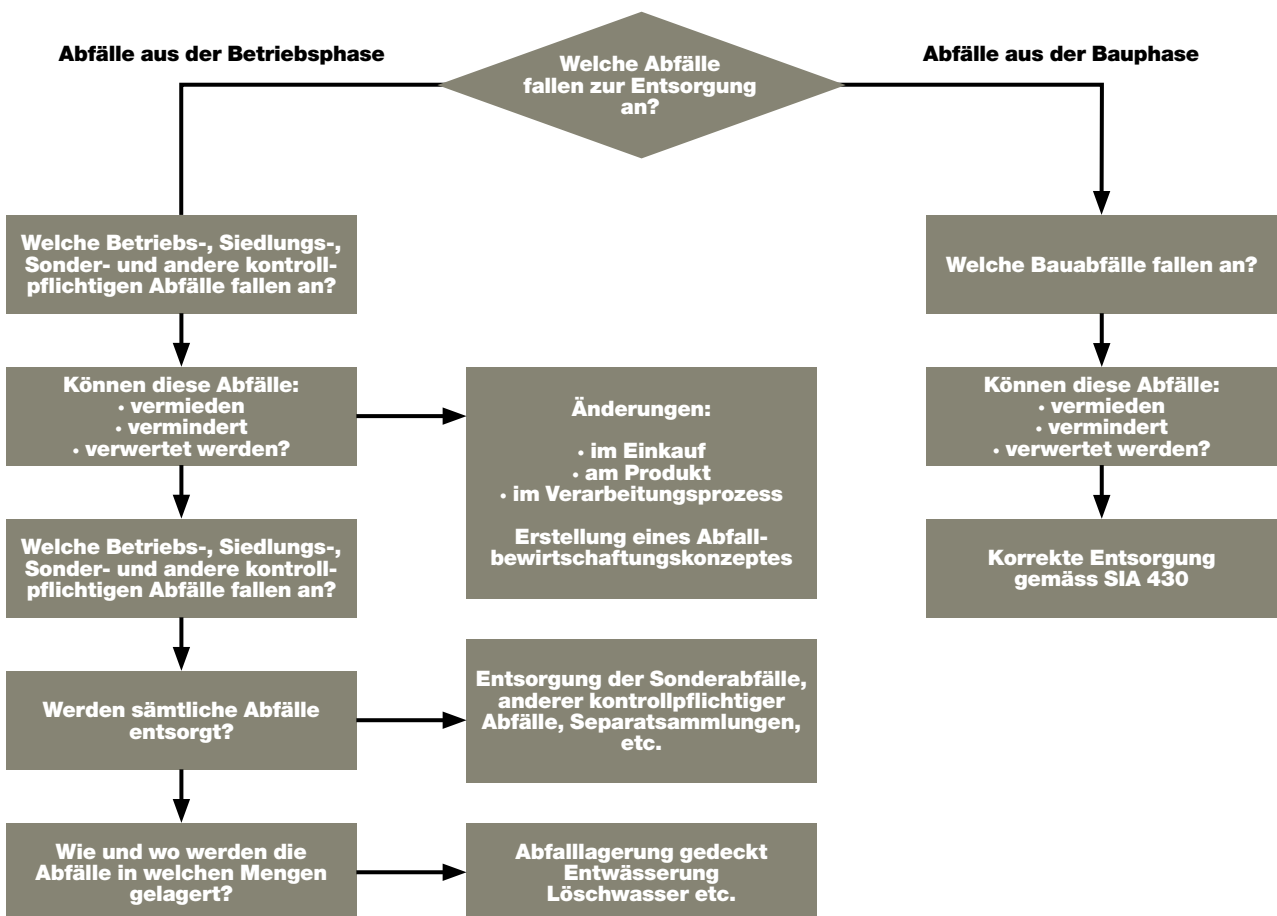 Abfälle aus der Betriebsphase
Welche Abfälle
fallen zur Entsorgung
an?
Abfälle aus der Bauphase
Welche Betriebs-, Siedlungs-,
Sonder- und andere kontroll-
pflichtigen Abfälle fallen an?
Welche Bauabfälle fallen an?
Können diese Abfälle:
• vermieden
• vermindert
• verwertet werden?
Änderungen:
• im Einkauf
• am Produkt
• im Verarbeitungsprozess
Erstellung eines Abfall-
bewirtschaftungskonzeptes
Können diese Abfälle:
• vermieden
• vermindert
• verwertet werden?
Welche Betriebs-, Siedlungs-,
Sonder- und andere kontroll-
pflichtigen Abfälle fallen an?
Korrekte Entsorgung
gemäss SIA 430
Werden sämtliche Abfälle
entsorgt?
Entsorgung der Sonderabfälle,
anderer kontrollpflichtiger
Abfälle, Separatsammlungen,
etc.
Wie und wo werden die
Abfälle in welchen Mengen
gelagert?
Abfalllagerung gedeckt
Entwässerung
Löschwasser etc.